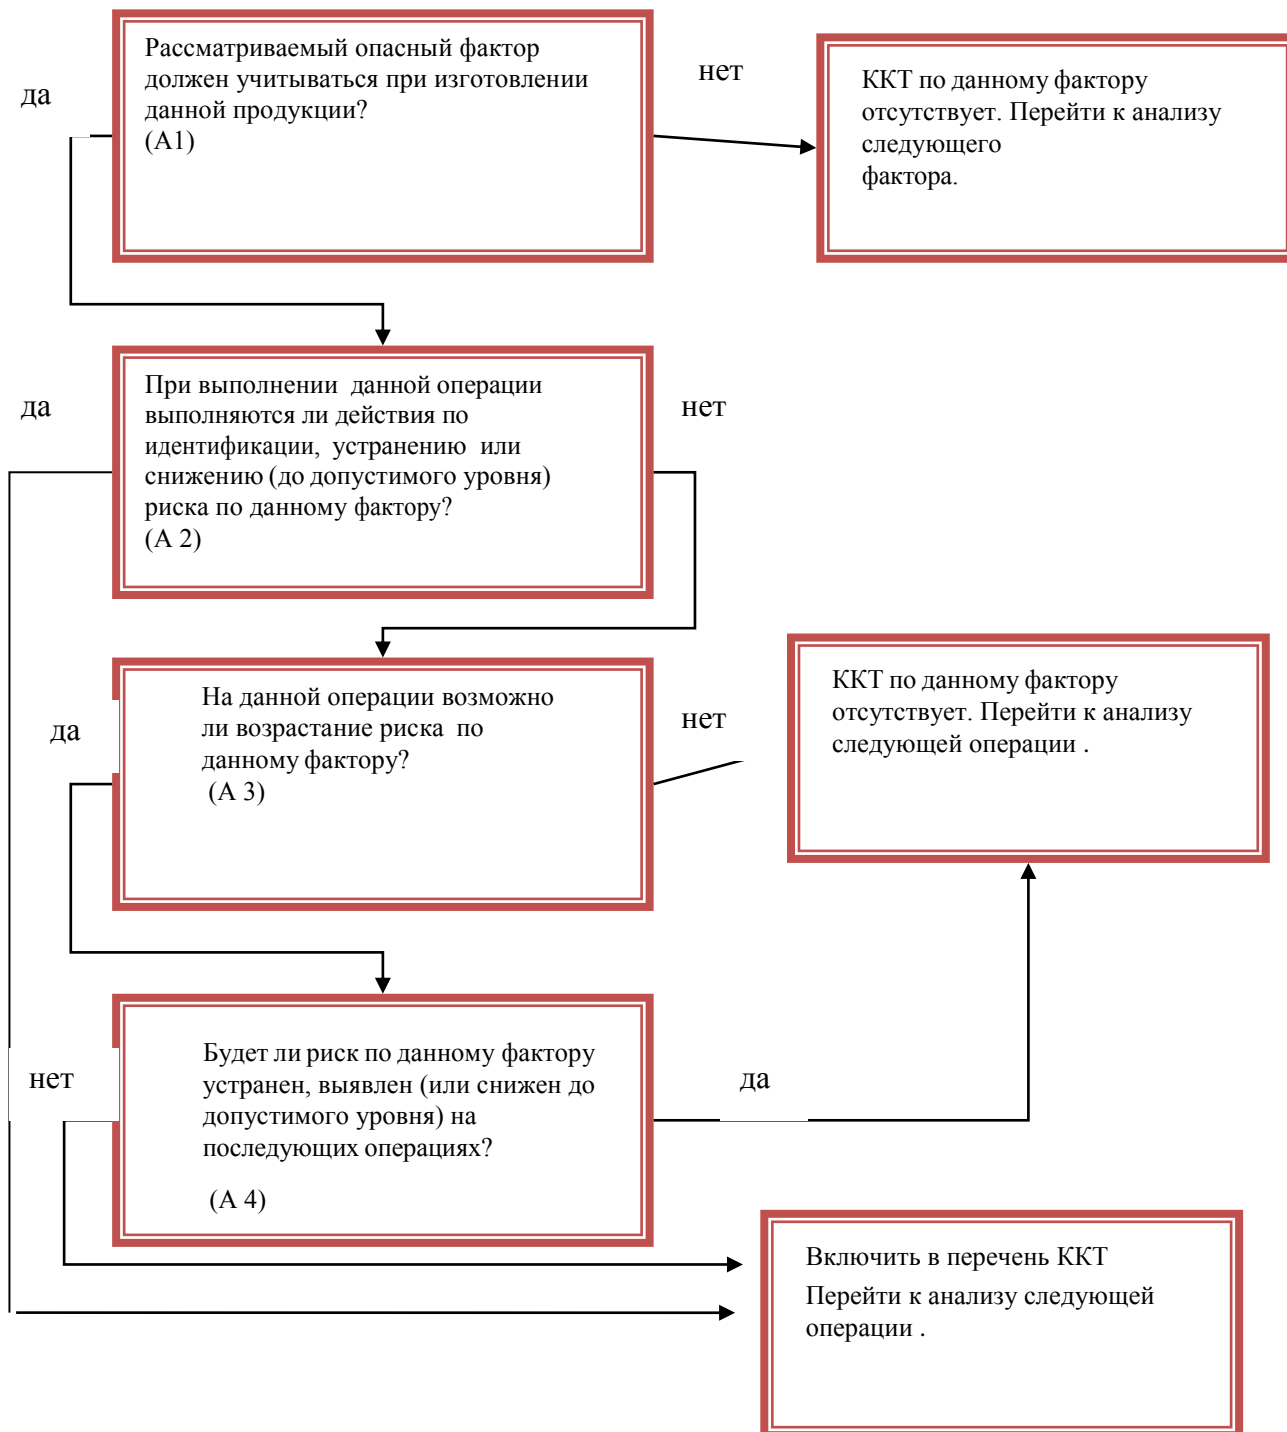 Рассматриваемый опасный фактор
должен учитываться при изготовлении
данной продукции?
(А1)
да
нет
ККТ по данному фактору
отсутствует. Перейти к анализу
следующего
фактора.
При выполнении данной операции
выполняются ли действия по
идентификации, устранению или
снижению (до допустимого уровня)
риска по данному фактору?
(А 2)
да
нет
На данной операции возможно
ли возрастание риска по
данному фактору?
(А 3)
да
нет
ККТ по данному фактору
отсутствует. Перейти к анализу
следующей операции .
Будет ли риск по данному фактору
устранен, выявлен (или снижен до
допустимого уровня) на
последующих операциях?
(А 4)
нет
да
Включить в перечень ККТ
Перейти к анализу следующей
операции .